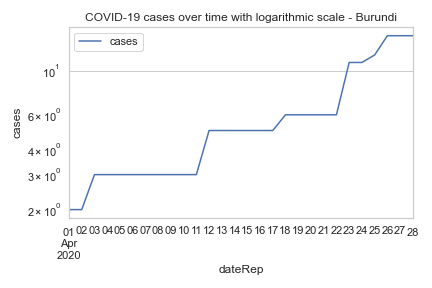 COVID-19 cases over time with logarithmic scale - Burundi
cases
10¹
6 × 10⁰
4 × 10⁰
3 × 10⁰
2 × 10⁰
cases
01 02 03 04 05 06 07 08 09 10 11 12 13 14 15 16 17 18 19 20 21 22 23 24 25 26 27 28
Apr
2020
dateRep